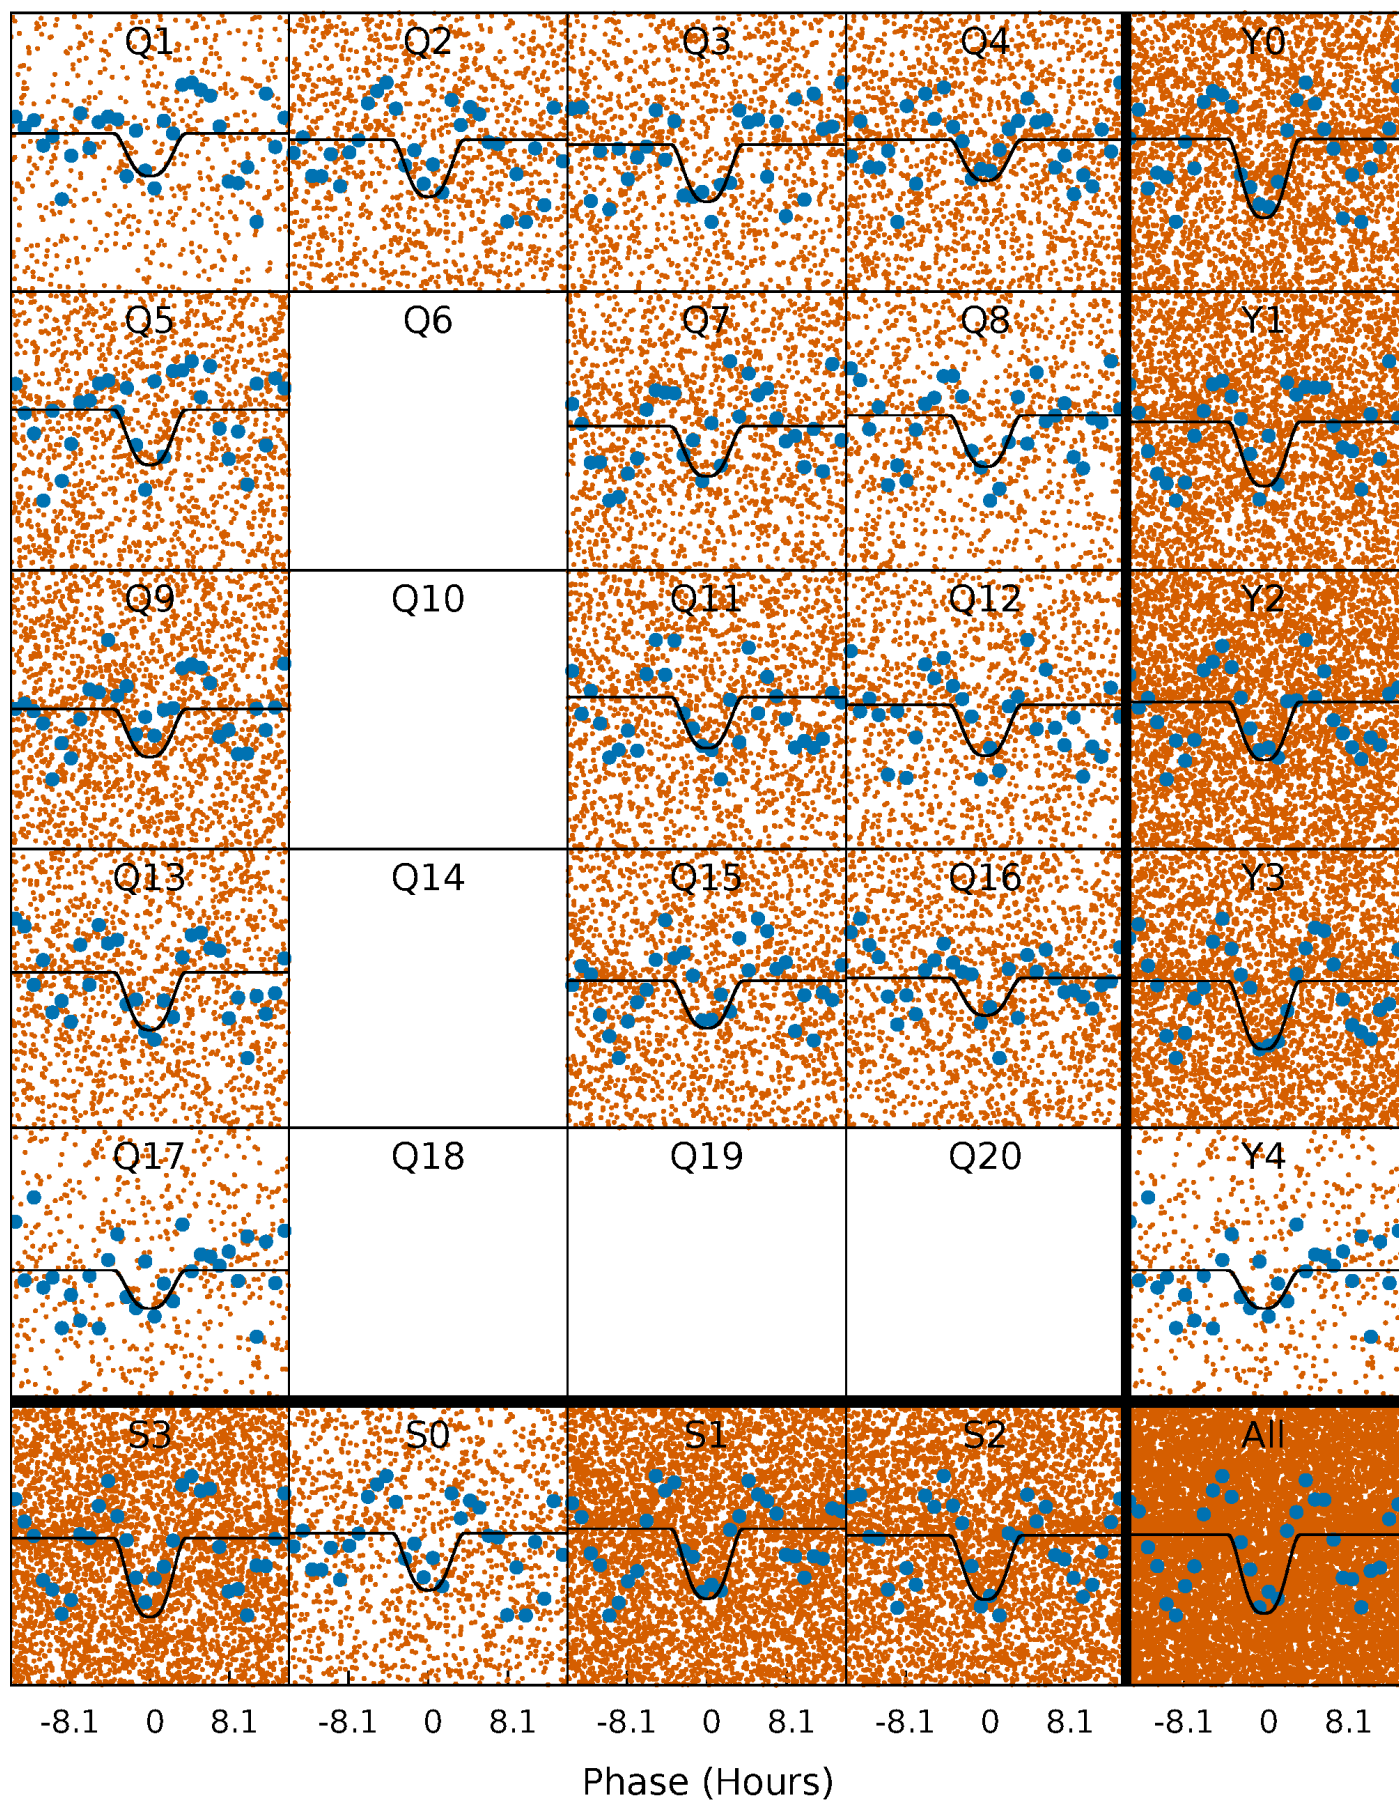 Q1 Q2 Q3 Q4 Y0
Q5 Q6 Q7 Q8 Y1
Q9 Q10 Q11 Q12 Y2
Q13 Q14 Q15 Q16 Y3
Q17 Q18 Q19 Q20 Y4
S3 S0 S1 S2 All
-8.1 0 8.1 -8.1 0 8.1 -8.1 0 8.1 -8.1 0 8.1 -8.1 0 8.1
Phase (Hours)